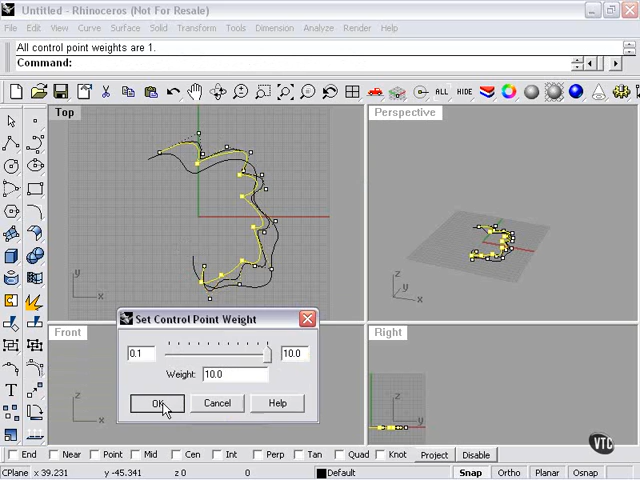 Untitled - Rhinoceros (Not For Resale)
File Edit View Curve Surface Solid Transform Tools Dimension Analyze Render Help
All control point weights are 1.
Command:
ALL HIDE
Top
Perspective
y
x
z
y
x
Set Control Point Weight
0.1
10.0
Weight: 10.0
OK Cancel Help
Front
Right
z
x
z
y
T
VTC
End Near Point Mid Cen Int Perp Tan Quad Knot Project Disable
CPlane x 39.231 y -45.341 z 0 Default Snap Ortho Planar Osnap